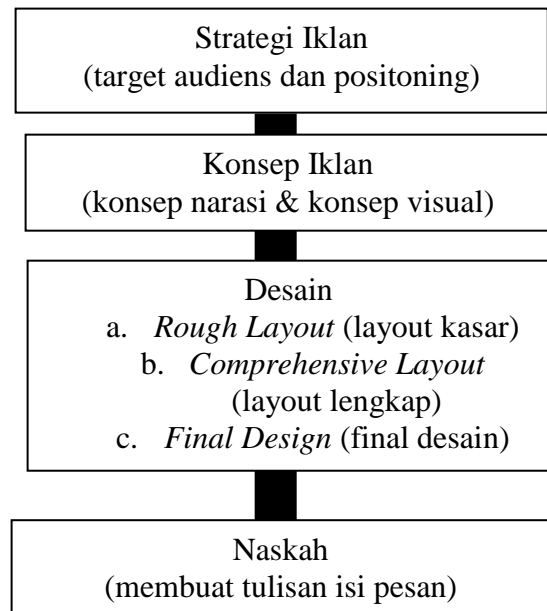 Strategi Iklan
(target audiens dan positoning)
Konsep Iklan
(konsep narasi & konsep visual)
Desain
a. Rough Layout (layout kasar)
b. Comprehensive Layout
(layout lengkap)
c. Final Design (final desain)
Naskah
(membuat tulisan isi pesan)